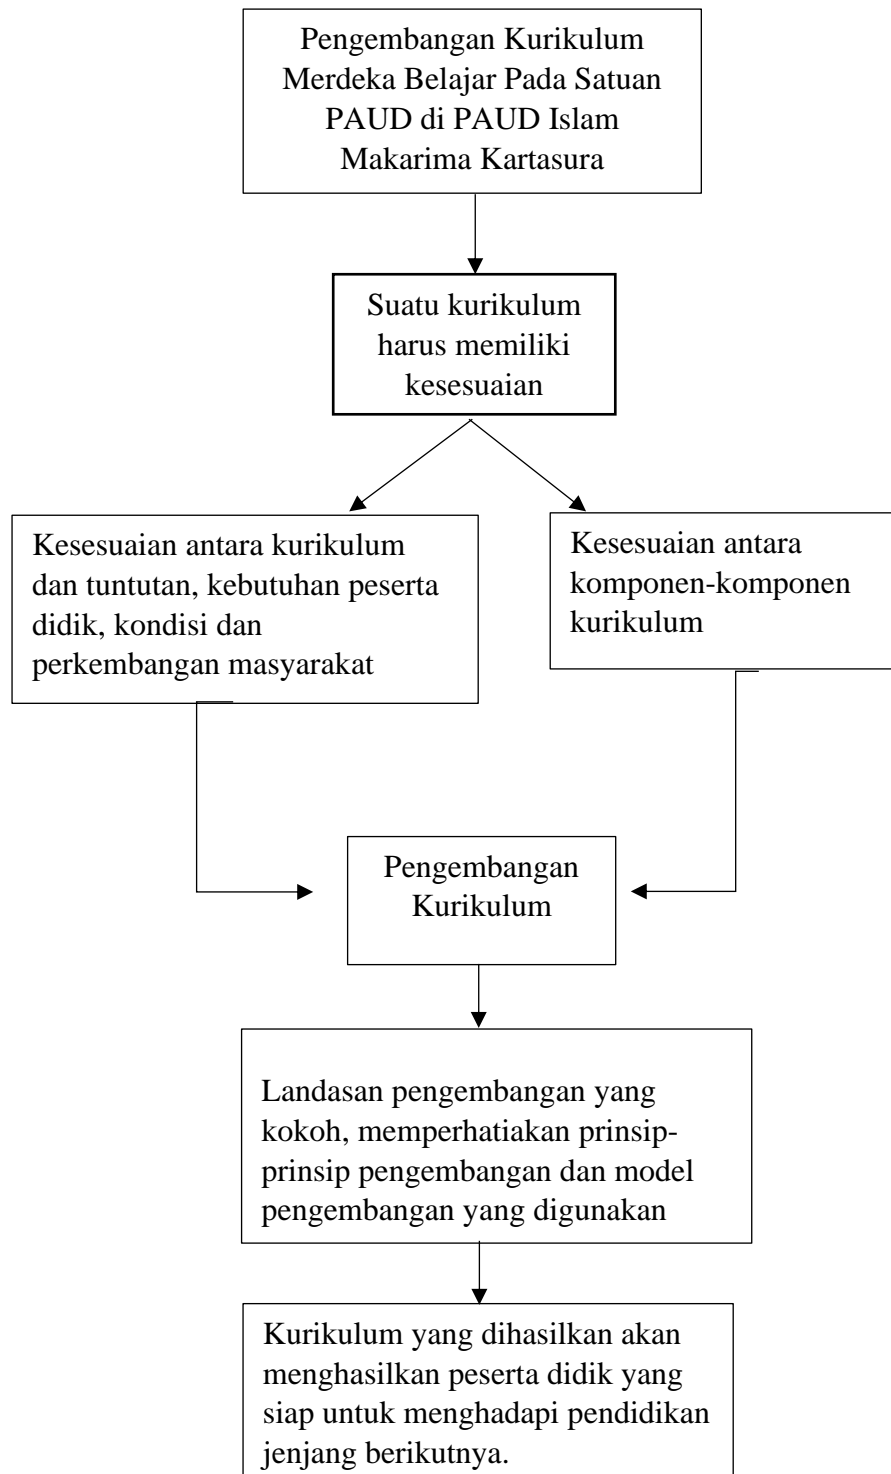 Pengembangan Kurikulum
Merdeka Belajar Pada Satuan
PAUD di PAUD Islam
Makarima Kartasura
Suatu kurikulum
harus memiliki
kesesuaian
Kesesuaian antara kurikulum
dan tuntutan, kebutuhan peserta
didik, kondisi dan
perkembangan masyarakat
Kesesuaian antara
komponen-komponen
kurikulum
Pengembangan
Kurikulum
Landasan pengembangan yang
kokoh, memperhatiakan prinsip-
prinsip pengembangan dan model
pengembangan yang digunakan
Kurikulum yang dihasilkan akan
menghasilkan peserta didik yang
siap untuk menghadapi pendidikan
jenjang berikutnya.